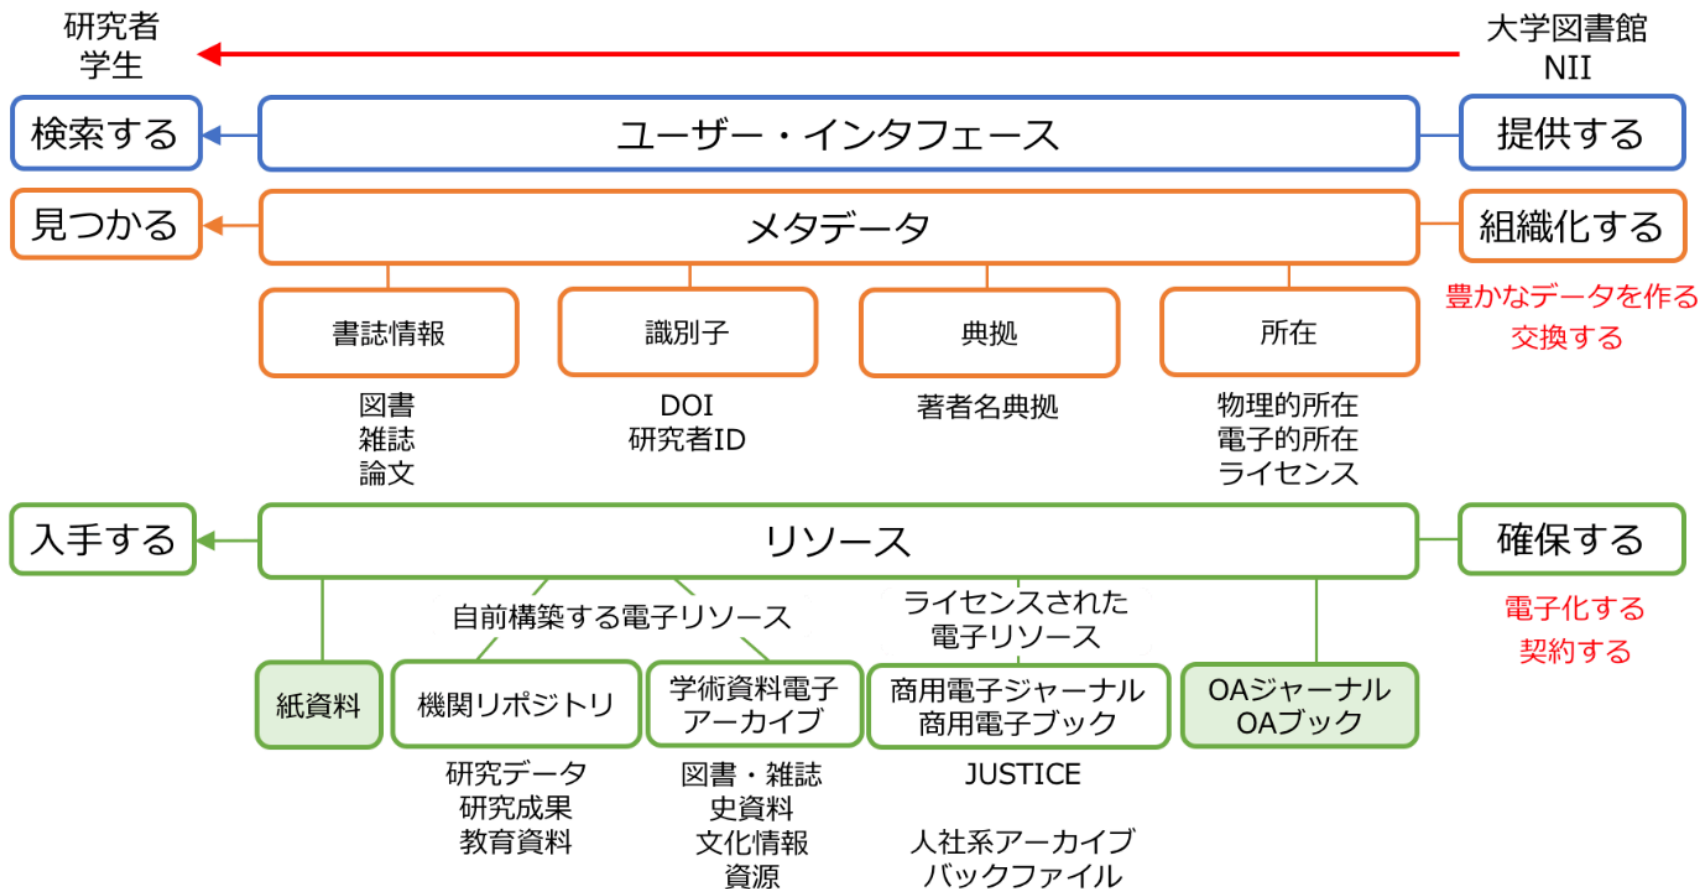 研究者
学生
大学図書館
NII
検索する
ユーザー・インタフェース
提供する
見つかる
メタデータ
組織化する
豊かなデータを作る
交換する
書誌情報
識別子
典拠
所在
図書
雑誌
論文
DOI
研究者ID
著者名典拠
物理的所在
電子的所在
ライセンス
入手する
リソース
確保する
電子化する
契約する
自前構築する電子リソース
ライセンスされた
電子リソース
紙資料
機関リポジトリ
学術資料電子
アーカイブ
商用電子ジャーナル
商用電子ブック
OAジャーナル
OAブック
研究データ
研究成果
教育資料
図書・雑誌
史資料
文化情報
資源
JUSTICE
人社系アーカイブ
バックファイル